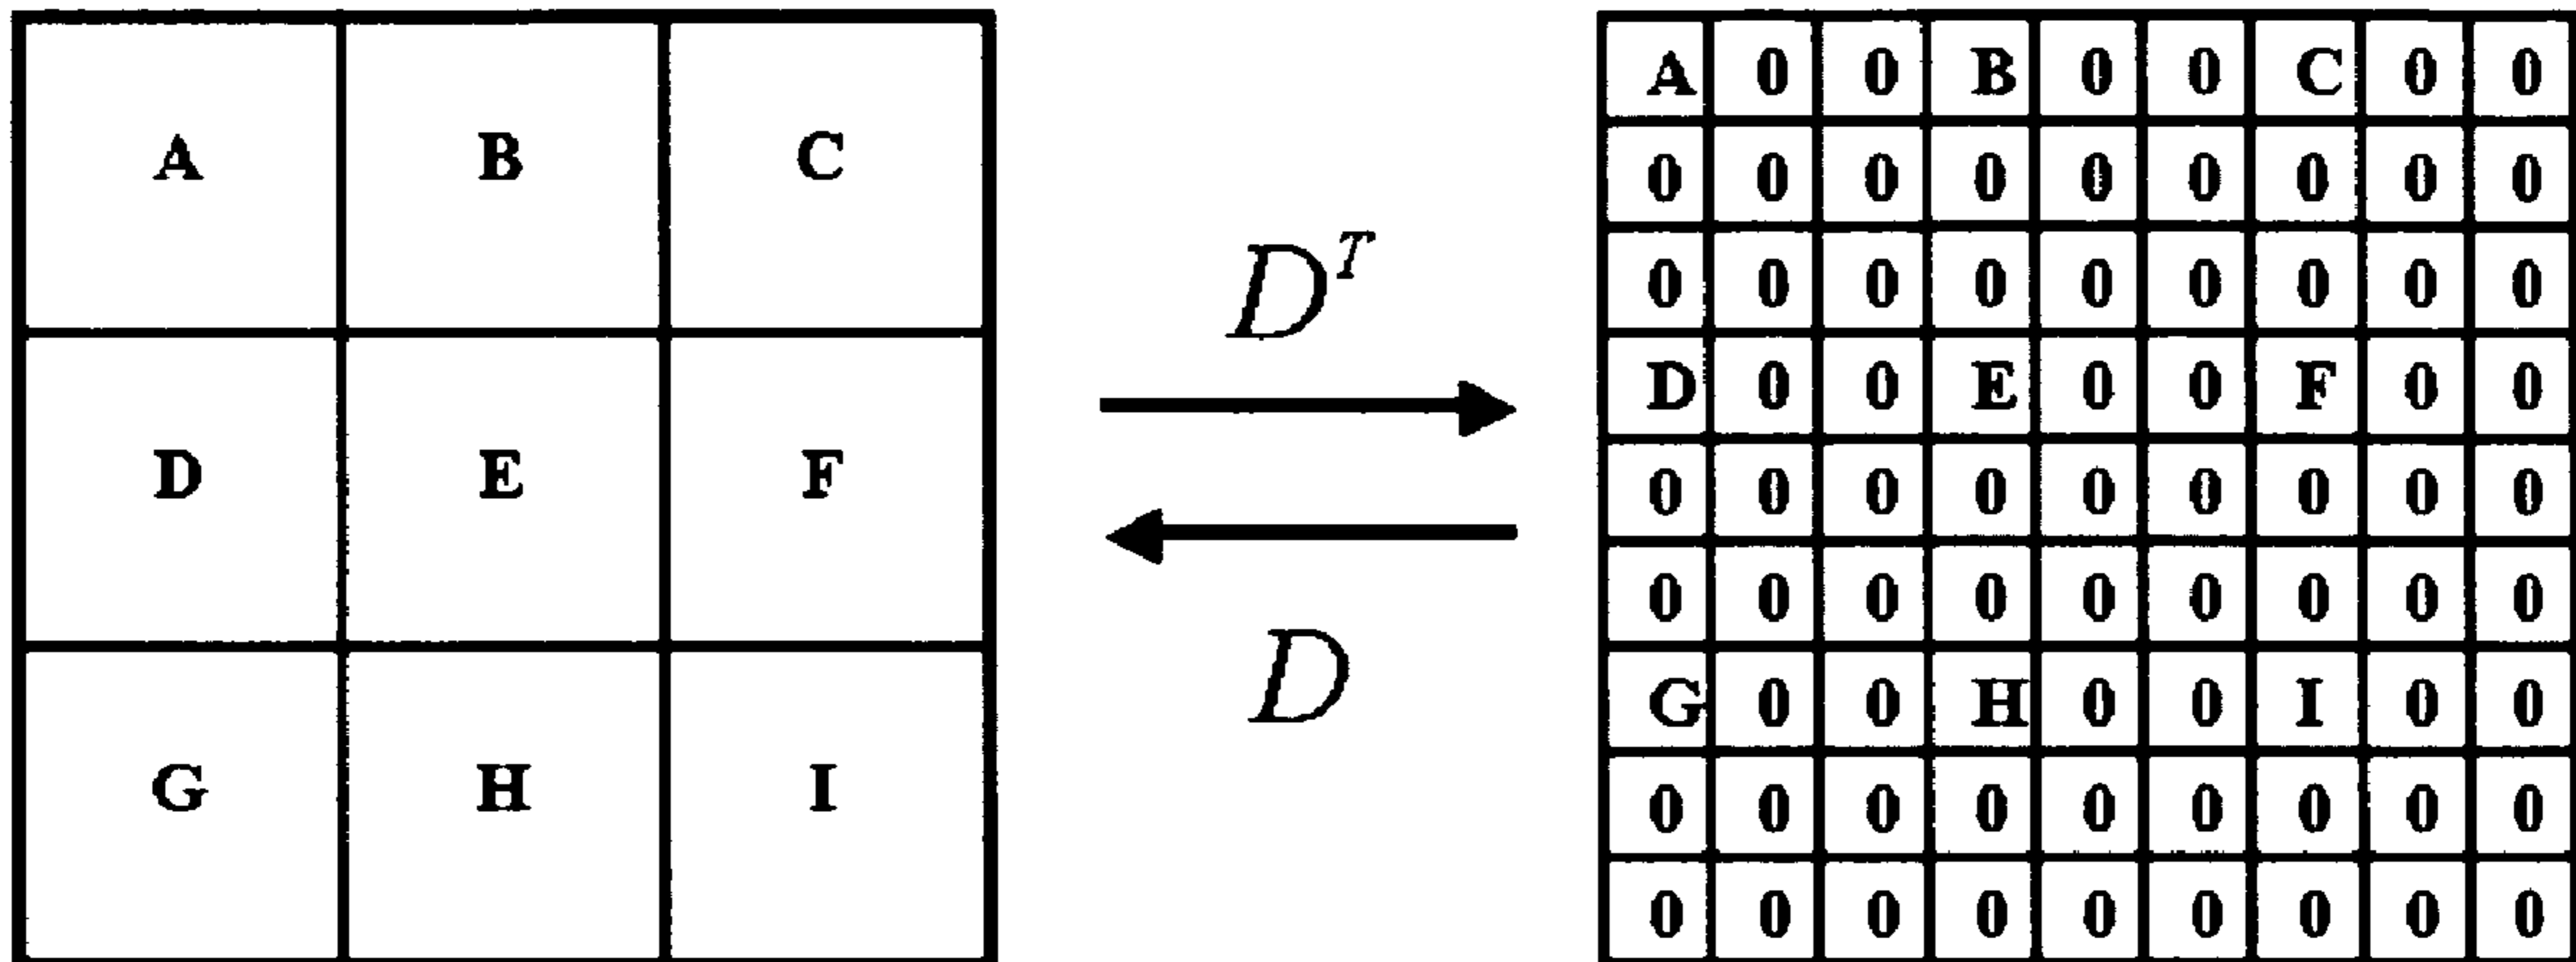 A B C
D E F
G H I
D^T
D
A 0 0 B 0 0 C 0 0
0 0 0 0 0 0 0 0 0
0 0 0 0 0 0 0 0 0
D 0 0 E 0 0 F 0 0
0 0 0 0 0 0 0 0 0
0 0 0 0 0 0 0 0 0
G 0 0 H 0 0 I 0 0
0 0 0 0 0 0 0 0 0
0 0 0 0 0 0 0 0 0